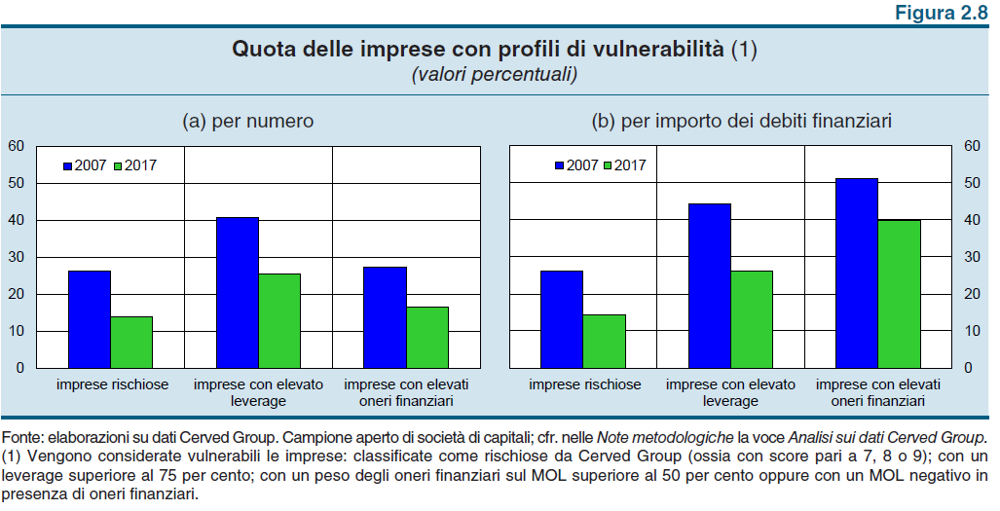 Figura 2.8
Quota delle imprese con profili di vulnerabilità (1)
(valori percentuali)
(a) per numero
(b) per importo dei debiti finanziari
60
50
40
30
20
10
0
2007 2017
imprese rischiose
imprese con elevato
leverage
imprese con elevati
oneri finanziari
2007 2017
imprese rischiose
imprese con elevato
leverage
imprese con elevati
oneri finanziari
60
50
40
30
20
10
0
Fonte: elaborazioni su dati Cerved Group. Campione aperto di società di capitali; cfr. nelle Note metodologiche la voce Analisi sui dati Cerved Group.
(1) Vengono considerate vulnerabili le imprese: classificate come rischiose da Cerved Group (ossia con score pari a 7, 8 o 9); con un
leverage superiore al 75 per cento; con un peso degli oneri finanziari sul MOL superiore al 50 per cento oppure con un MOL negativo in
presenza di oneri finanziari.